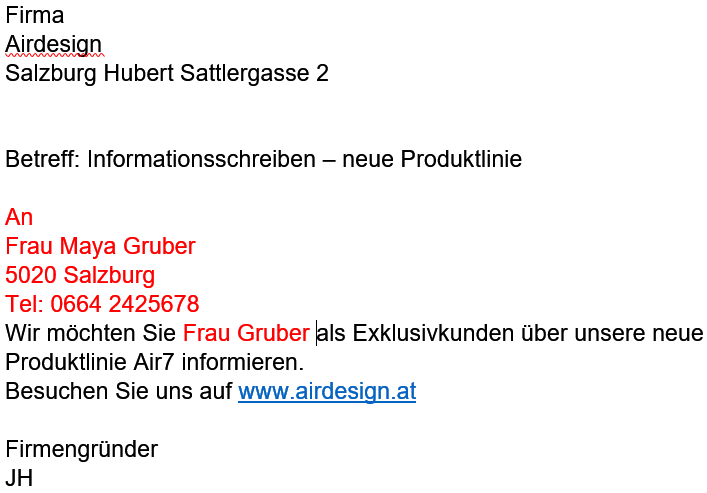 Firma
Airdesign
Salzburg Hubert Sattlergasse 2
Betreff: Informationsschreiben – neue Produktlinie
An
Frau Maya Gruber
5020 Salzburg
Tel: 0664 2425678
Wir möchten Sie Frau Gruber als Exklusivkunden über unsere neue
Produktlinie Air7 informieren.
Besuchen Sie uns auf www.airdesign.at
Firmengründer
JH